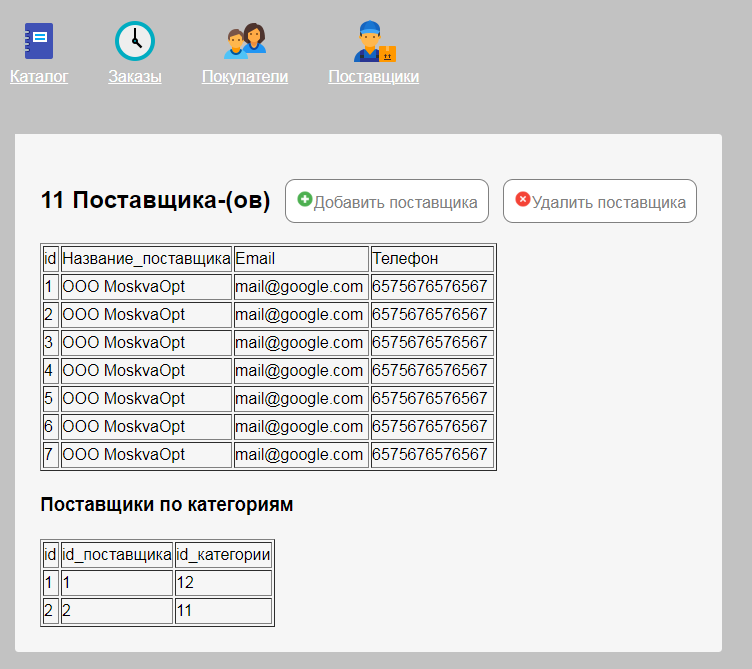 Каталог Заказы Покупатели Поставщики
11 Поставщика-(ов) Добавить поставщика Удалить поставщика
id Название_поставщика Email Телефон
1 ООО MoskvaOpt mail@google.com 6575676576567
2 ООО MoskvaOpt mail@google.com 6575676576567
3 ООО MoskvaOpt mail@google.com 6575676576567
4 ООО MoskvaOpt mail@google.com 6575676576567
5 ООО MoskvaOpt mail@google.com 6575676576567
6 ООО MoskvaOpt mail@google.com 6575676576567
7 ООО MoskvaOpt mail@google.com 6575676576567
Поставщики по категориям
id id_поставщика id_категории
1 1 12
2 2 11